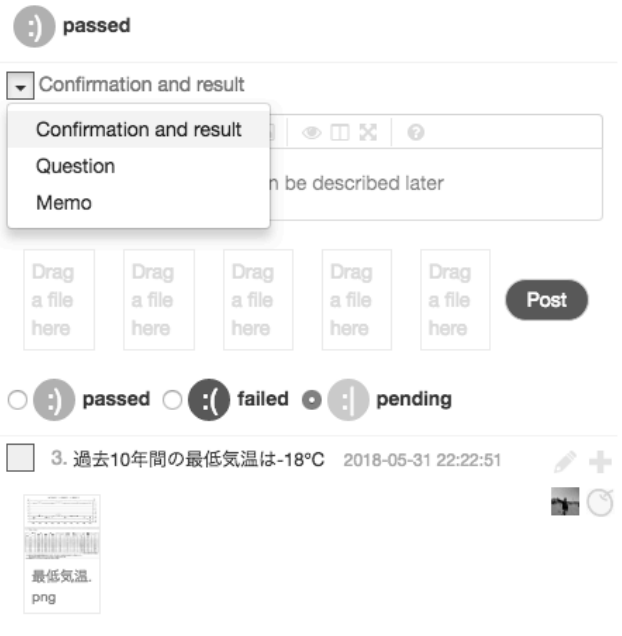 :) passed
Confirmation and result
Confirmation and result
Question
n be described later
Memo
Drag a file here
Drag a file here
Drag a file here
Drag a file here
Drag a file here
Post
:) passed :( failed :| pending
3. 過去10年間の最低気温は-18°C 2018-05-31 22:22:51
最低気温.
png